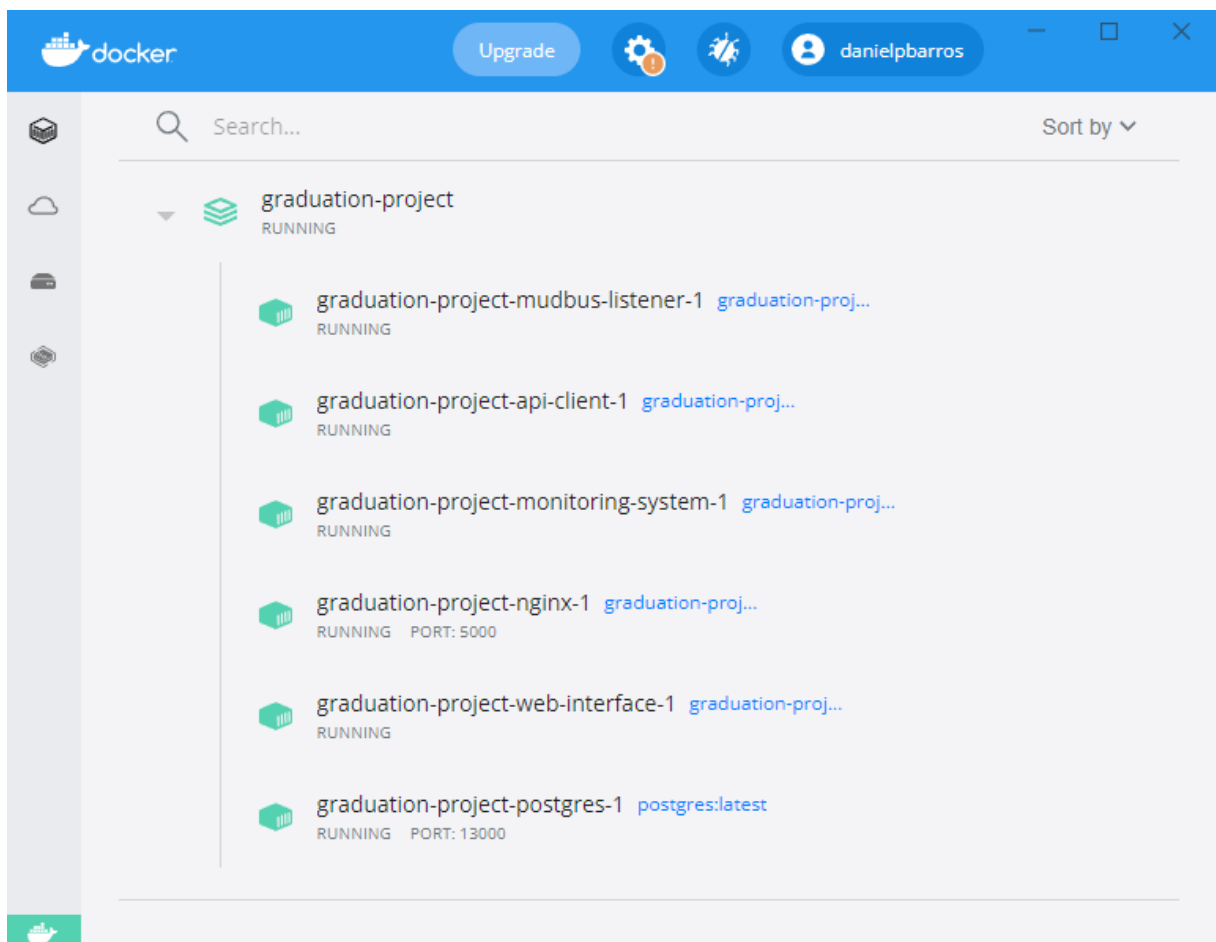 docker
Upgrade
danielpbarros
Search...
Sort by
graduation-project
RUNNING
graduation-project-mudbus-listener-1 graduation-proj...
RUNNING
graduation-project-api-client-1 graduation-proj...
RUNNING
graduation-project-monitoring-system-1 graduation-proj...
RUNNING
graduation-project-nginx-1 graduation-proj...
RUNNING PORT: 5000
graduation-project-web-interface-1 graduation-proj...
RUNNING
graduation-project-postgres-1 postgres:latest
RUNNING PORT: 13000